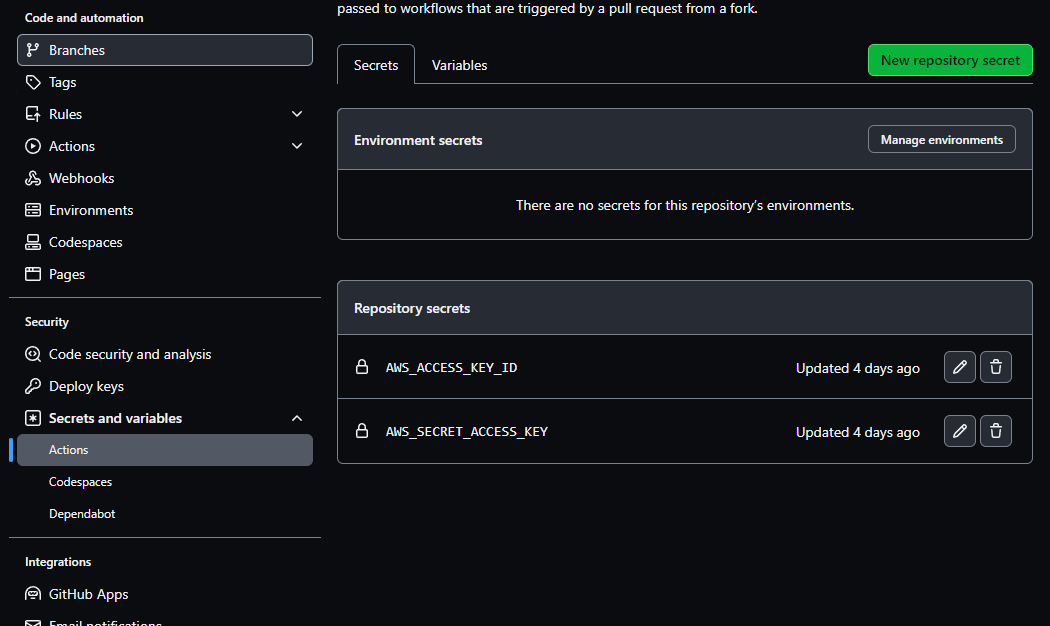 Code and automation
Branches
Tags
Rules
Actions
Webhooks
Environments
Codespaces
Pages
Security
Code security and analysis
Deploy keys
Secrets and variables
Actions
Codespaces
Dependabot
Integrations
GitHub Apps
Email notifications
passed to workflows that are triggered by a pull request from a fork.
Secrets
Variables
New repository secret
Environment secrets
Manage environments
There are no secrets for this repository's environments.
Repository secrets
AWS_ACCESS_KEY_ID
Updated 4 days ago
AWS_SECRET_ACCESS_KEY
Updated 4 days ago